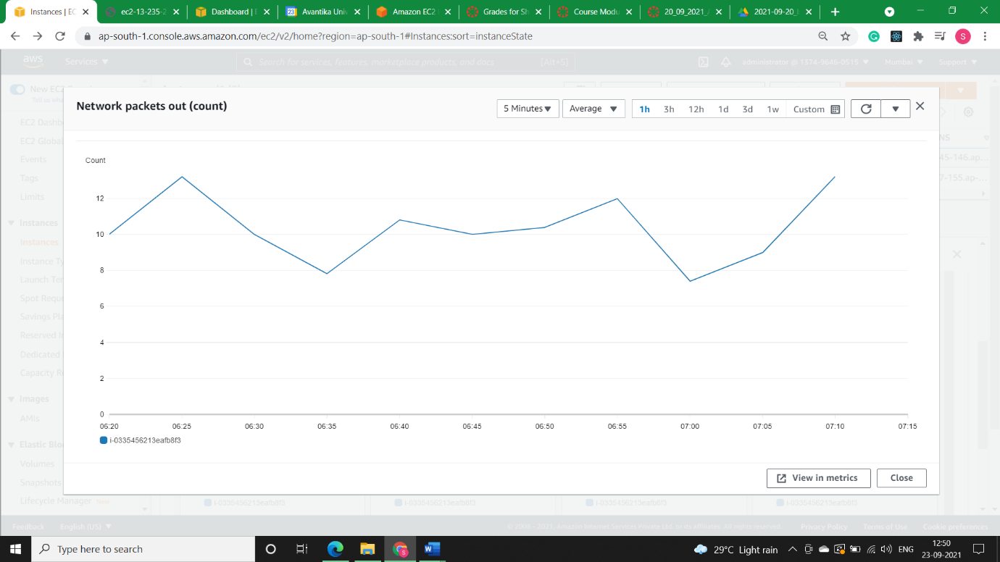 Instances | EC
ec2-13-235-2
Dashboard | E
23
Avantika Univ
Amazon EC2
Grades for Sh
Course Modu
20_09_2021_
2021-09-20_
ap-south-1.console.aws.amazon.com/ec2/v2/home?region=ap-south-1#Instances:sort=instanceState
S
aws
Services
Search for services, features, marketplace products, and docs
[Alt+S]
administrator @ 1374-9646-0515
Mumbai
Support
New EC2
Tell us wha
Network packets out (count)
5 Minutes
Average
1h
3h
12h
1d
3d
1w
Custom
EC2 Dashb
EC2 Global
Events
Tags
Limits
Instances
Instances
Instance Ty
Launch Tem
Spot Reque
Savings Pla
Reserved In
Dedicated
Capacity Re
Images
AMIs
Elastic Blo
Volumes
Snapshots
Lifecycle Manager New
NS
45-146.ap...
7-155.ap-...
Count
12
10
8
6
4
2
0
06:20
06:25
06:30
06:35
06:40
06:45
06:50
06:55
07:00
07:05
07:10
07:15
i-0335456213eafb8f3
View in metrics
Close
i-0335456213eafb8f3
i-0335456213eafb8f3
i-0335456213eafb8f3
i-0335456213eafb8f3
Feedback
English (US)
© 2008 - 2021, Amazon Internet Services Private Ltd. or its affiliates. All rights reserved.
Privacy Policy
Terms of Use
Cookie preferences
Type here to search
29°C Light rain
ENG
12:50
23-09-2021